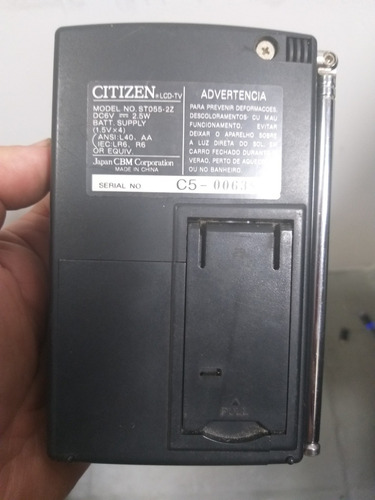 CITIZEN LCD-TV
MODEL NO. ST055-2Z
DC6V 2.5W
BATT. SUPPLY
(1.5V×4)
(ANSI: L40, AA
(IEC: LR6, R6
OR EQUIV.
Japan CBM Corporation
MADE IN CHINA
ADVERTENCIA
PARA PREVENIR DEFORMACOES,
DESCOLORAMENTOS OU MAU
FUNCIONAMENTO. EVITAR
DEIXAR O APARELHO SOBRE
A LUZ DIREITA DO SOL, EM
CARRO FECHADO DURANTE
VERAO, PERTO DE
OU NO BANHEIRO
SERIAL NO C5-0063
PULL